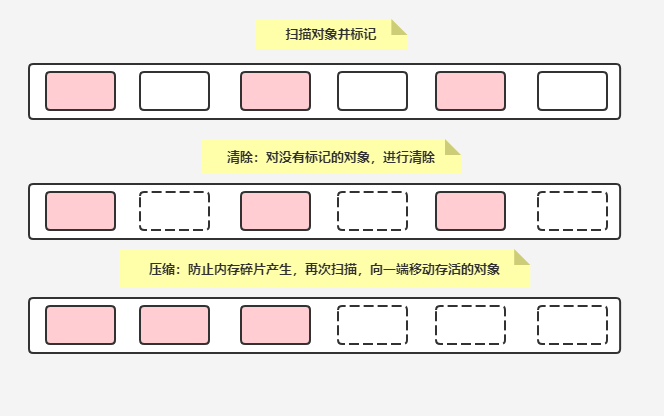 扫描对象并标记
清除：对没有标记的对象，进行清除
压缩：防止内存碎片产生，再次扫描，向一端移动存活的对象